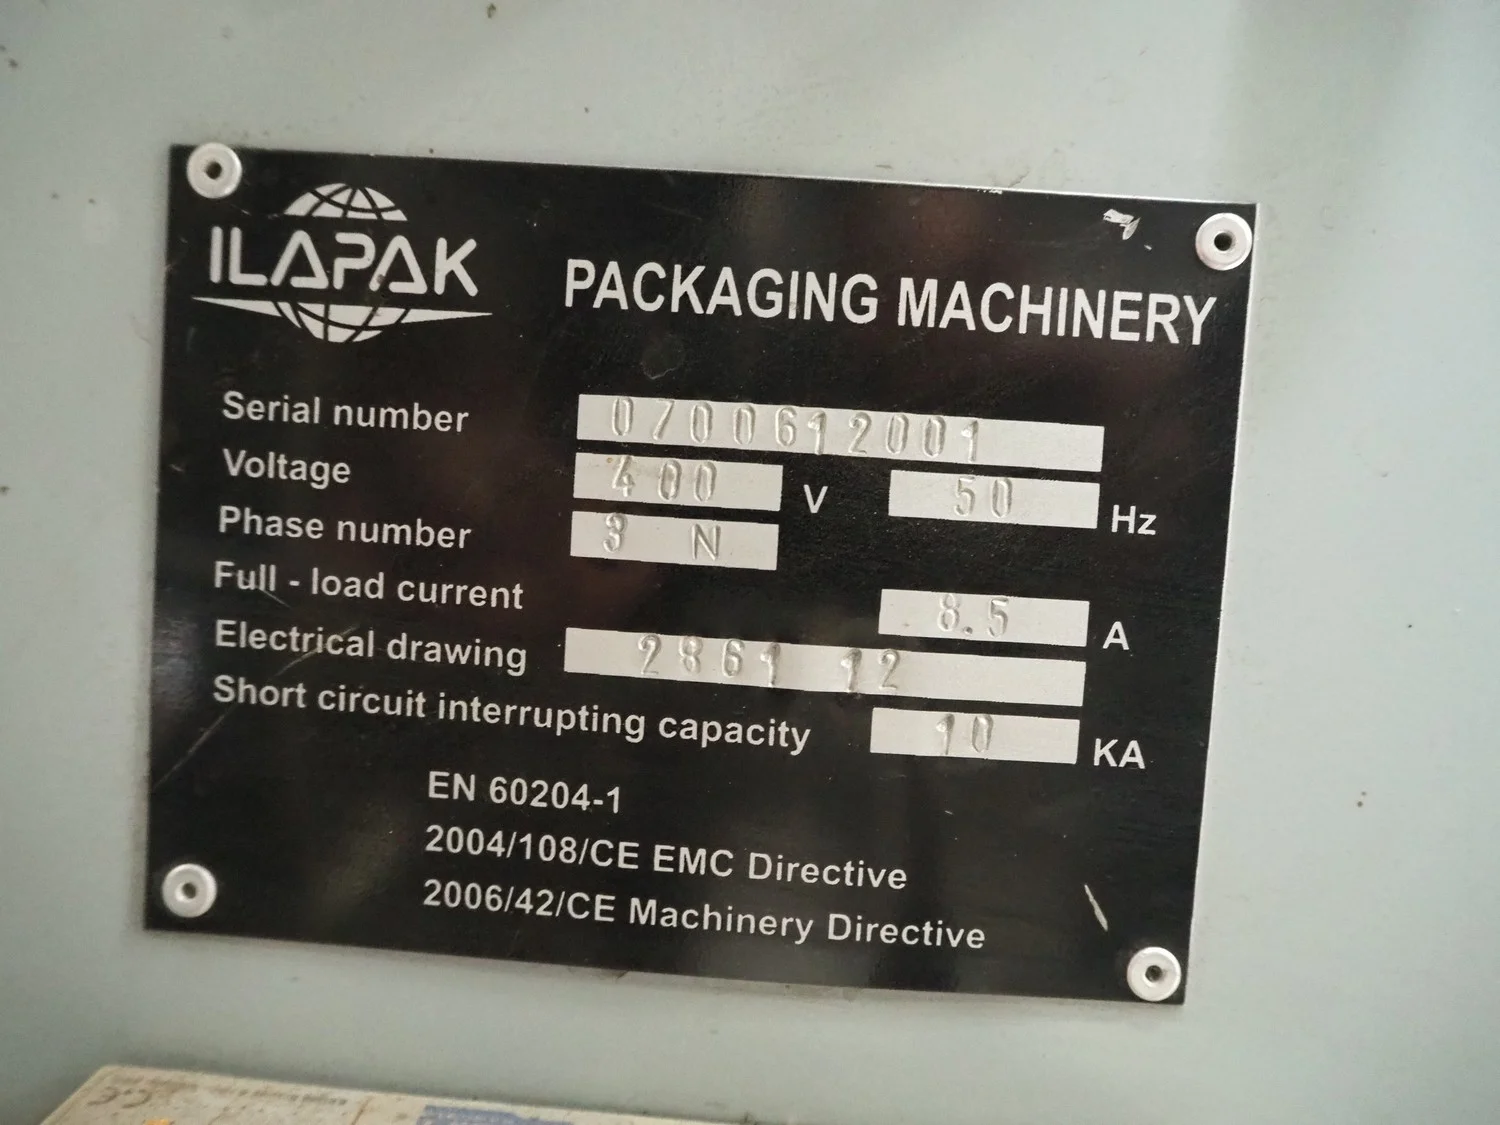 ILAPAK
PACKAGING MACHINERY
Serial number 0700612001
Voltage 400 V 50 Hz
Phase number 3 N
Full - load current 8.5 A
Electrical drawing 2861 12
Short circuit interrupting capacity 10 KA
EN 60204-1
2004/108/CE EMC Directive
2006/42/CE Machinery Directive
CE